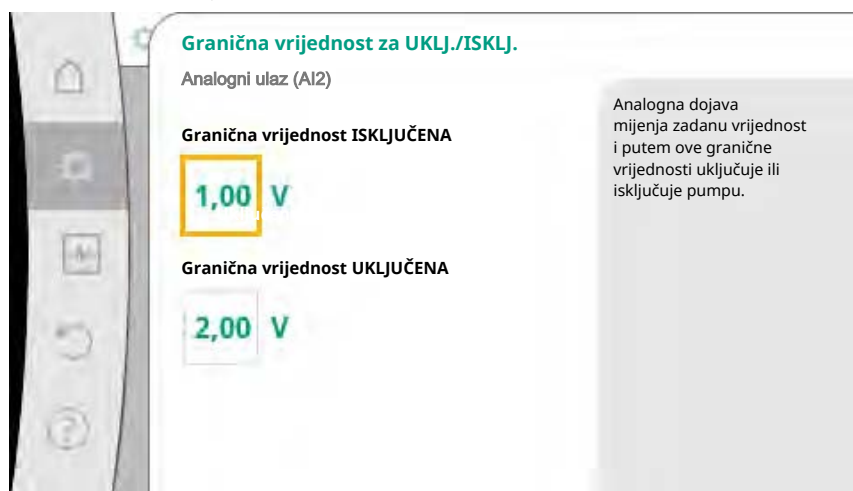 Granična vrijednost za UKLJ./ISKLJ.
Analogni ulaz (AI2)
Granična vrijednost ISKLJUČENA
1,00 V
Granična vrijednost UKLJUČENA
2,00 V
Analogna dojava
mijenja zadanu vrijednost
i putem ove granične
vrijednosti uključuje ili
isključuje pumpu.